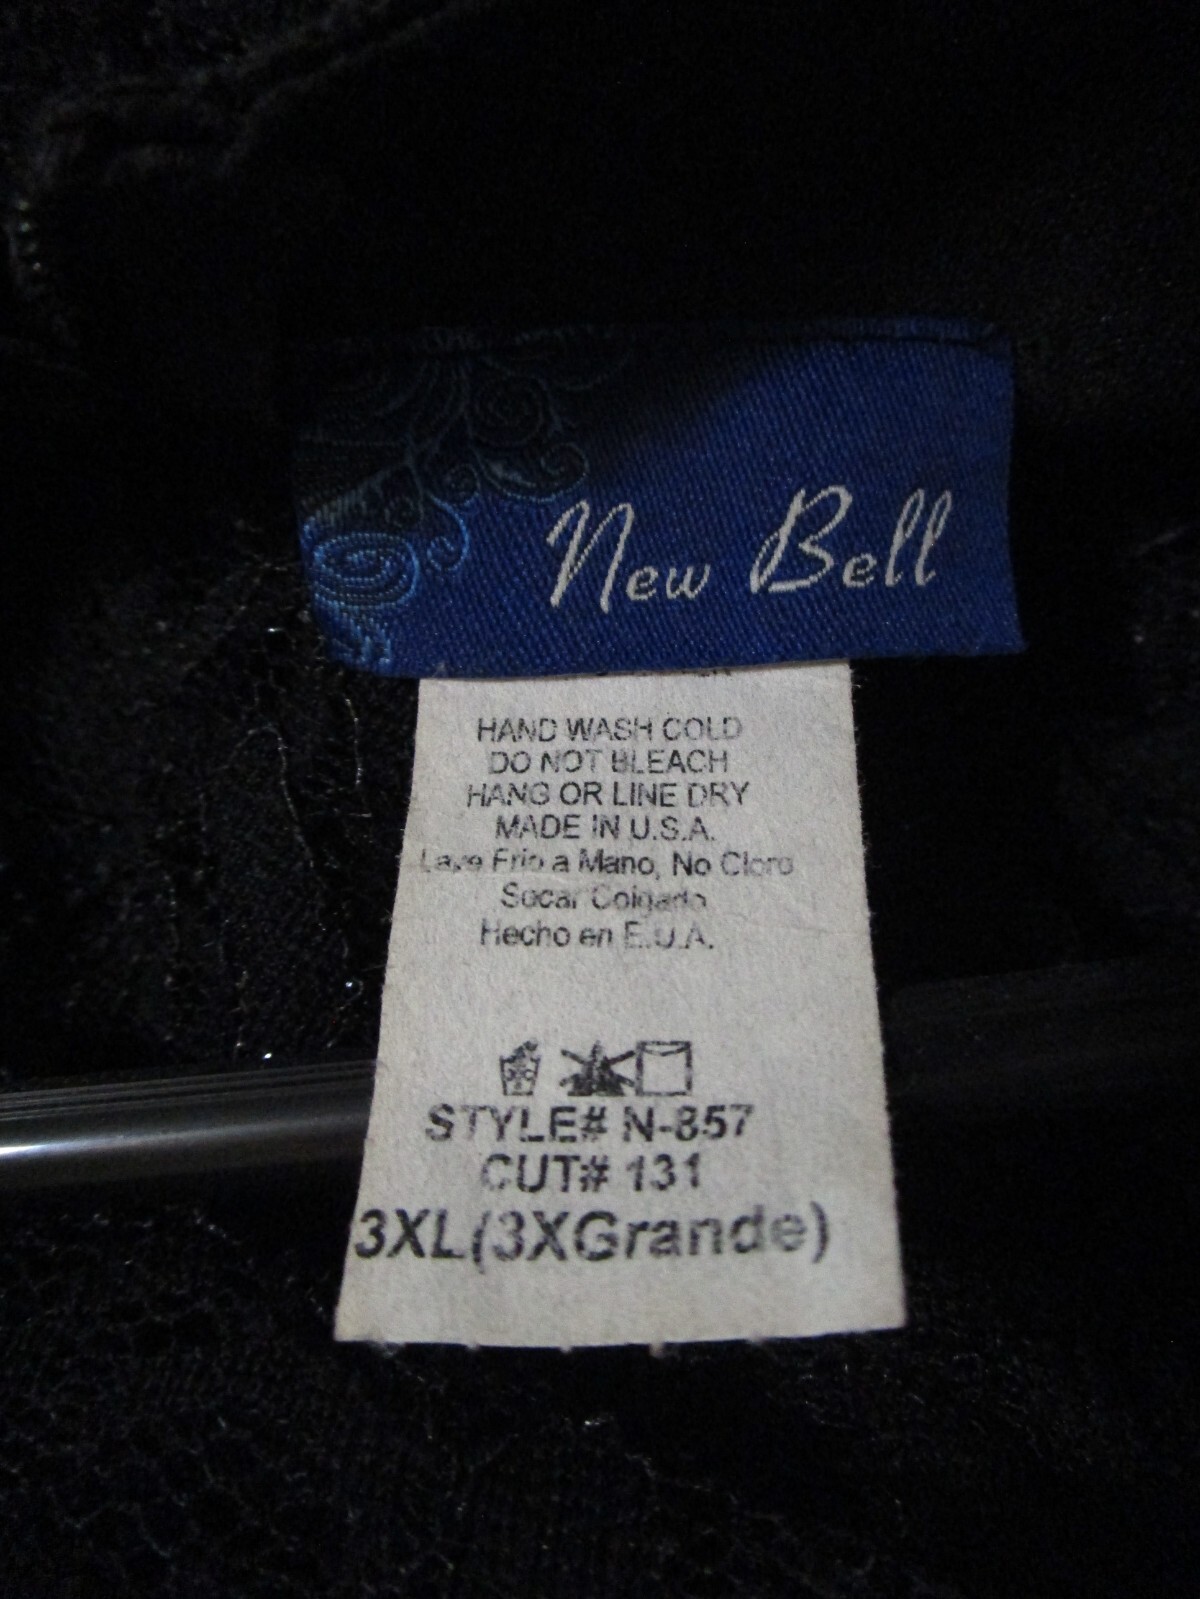 New Bell
HAND WASH COLD
DO NOT BLEACH
HANG OR LINE DRY
MADE IN U.S.A.
Lave Frio a Mano, No Cloro
Secar Colgado
Hecho en E.U.A.
STYLE# N-857
CUT# 131
3XL(3XGrande)